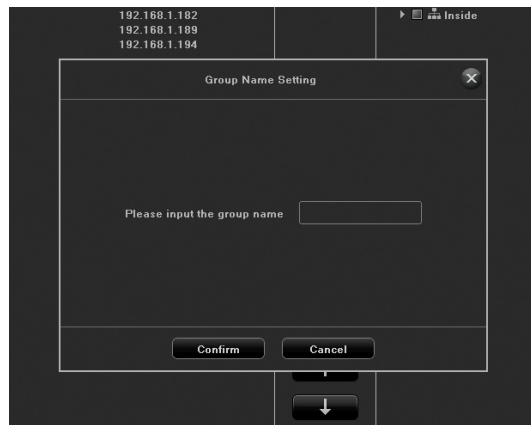 192.168.1.182
192.168.1.189
192.168.1.194
Inside
Group Name Setting
Please input the group name
Confirm
Cancel